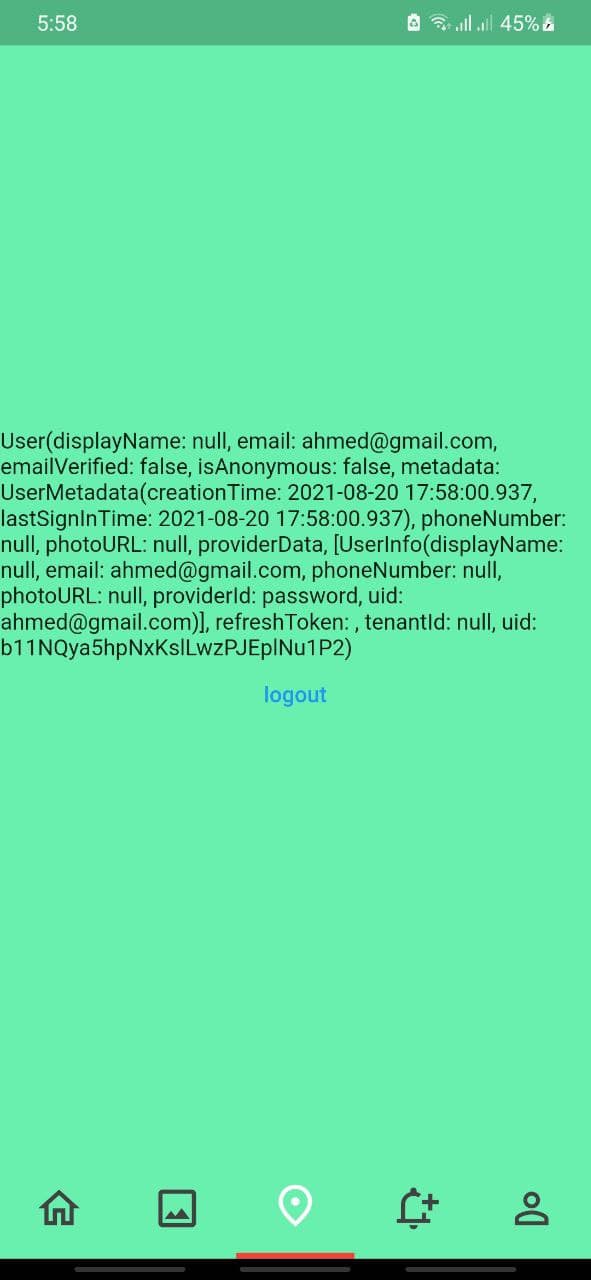 5:58
45%
User(displayName: null, email: ahmed@gmail.com,
emailVerified: false, isAnonymous: false, metadata:
UserMetadata(creationTime: 2021-08-20 17:58:00.937,
lastSignInTime: 2021-08-20 17:58:00.937), phoneNumber:
null, photoURL: null, providerData, [UserInfo(displayName:
null, email: ahmed@gmail.com, phoneNumber: null,
photoURL: null, providerId: password, uid:
ahmed@gmail.com)], refreshToken: , tenantId: null, uid:
b11NQya5hpNxKslLwzPJEplNu1P2)
logout